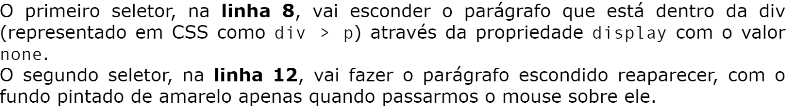 O primeiro seletor, na linha 8, vai esconder o parágrafo que está dentro da div
(representado em CSS como div > p) através da propriedade display com o valor
none.
O segundo seletor, na linha 12, vai fazer o parágrafo escondido reaparecer, com o
fundo pintado de amarelo apenas quando passarmos o mouse sobre ele.